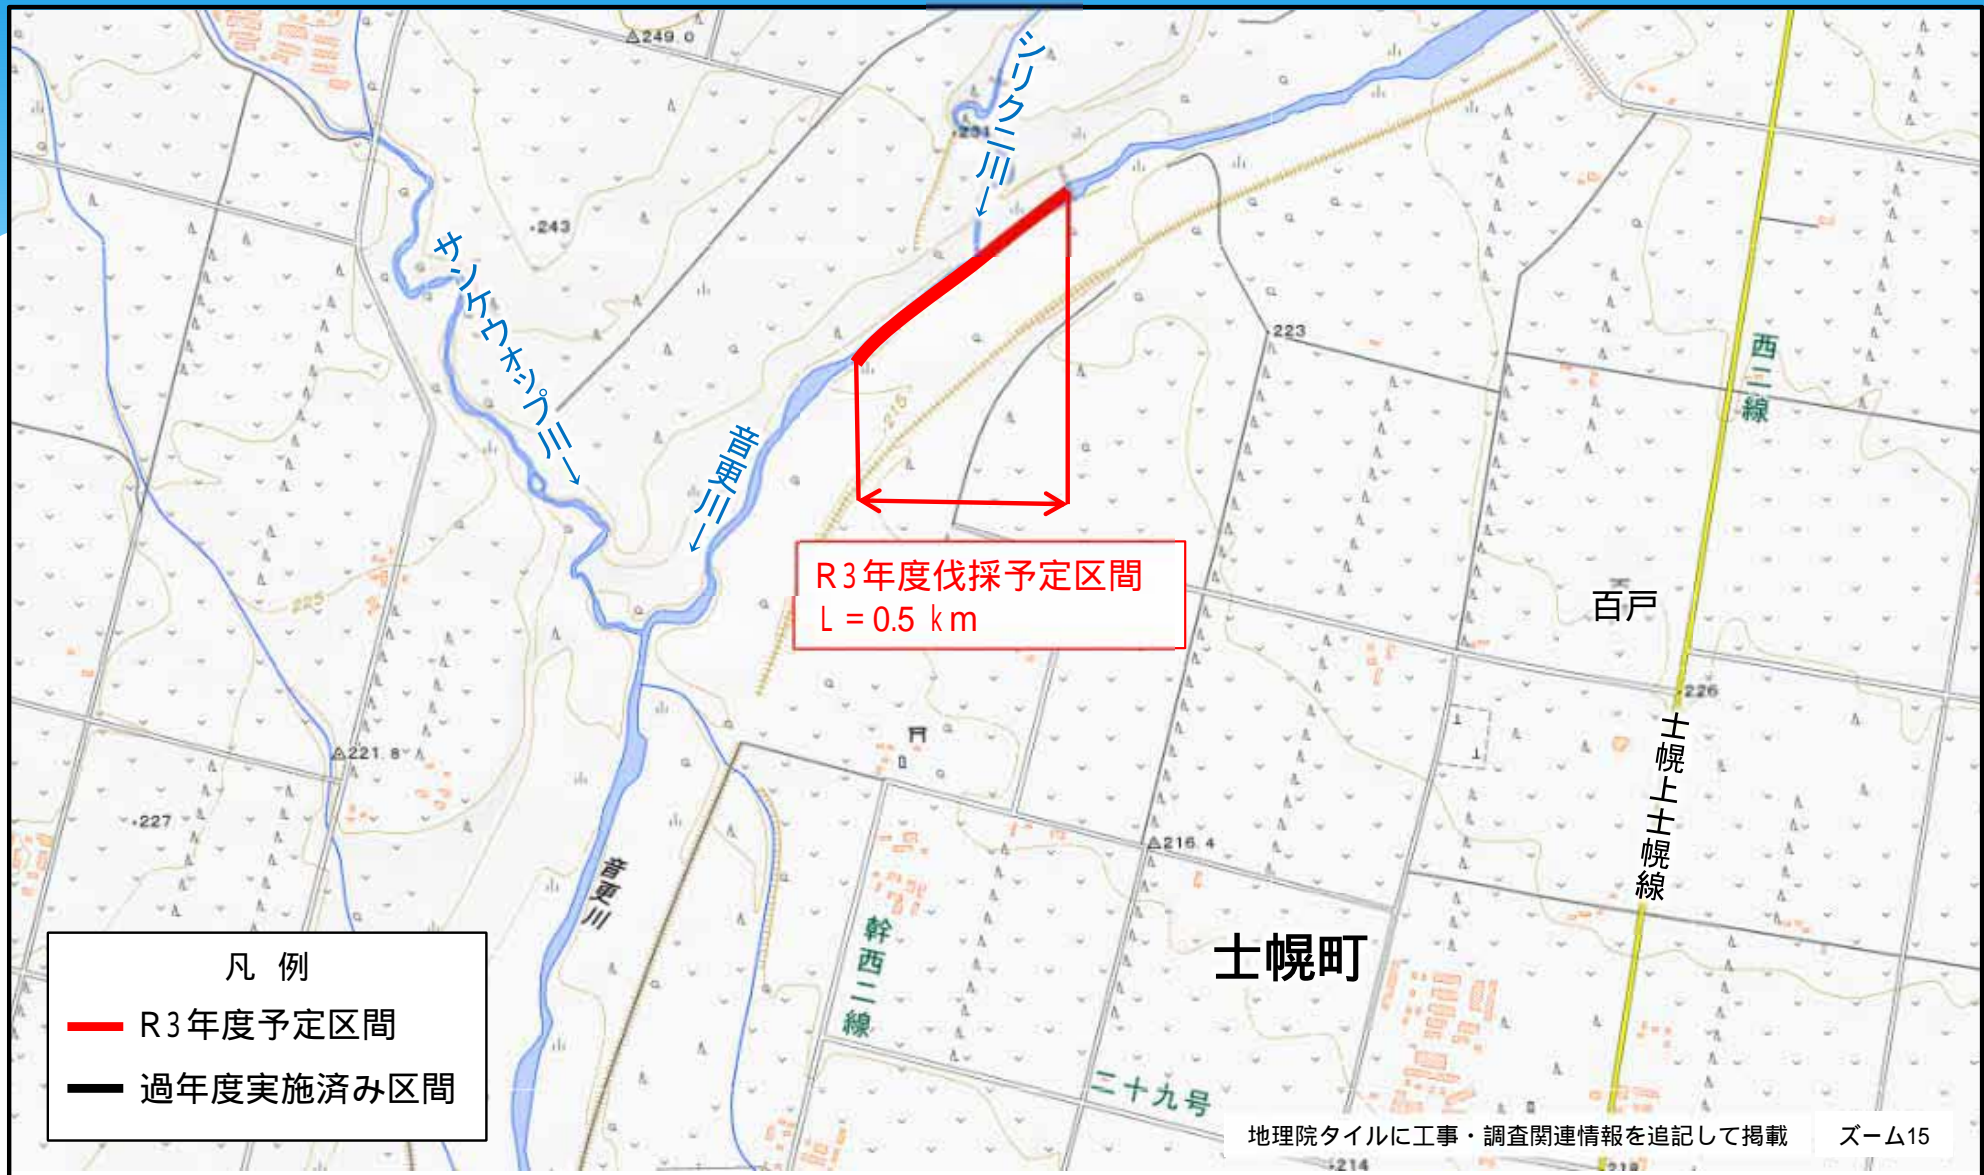 249.0
シリクニ川→
231
243
サンケウォップ川→
223
西二線
215
音更川→
R3年度伐採予定区間
L = 0.5 km
百戸
225
226
士幌上士幌線
221.8
227
216.4
音更川
幹西二線
士幌町
凡 例
R3年度予定区間
過年度実施済み区間
二十九号
地理院タイルに工事・調査関連情報を追記して掲載 ズーム15
214
218